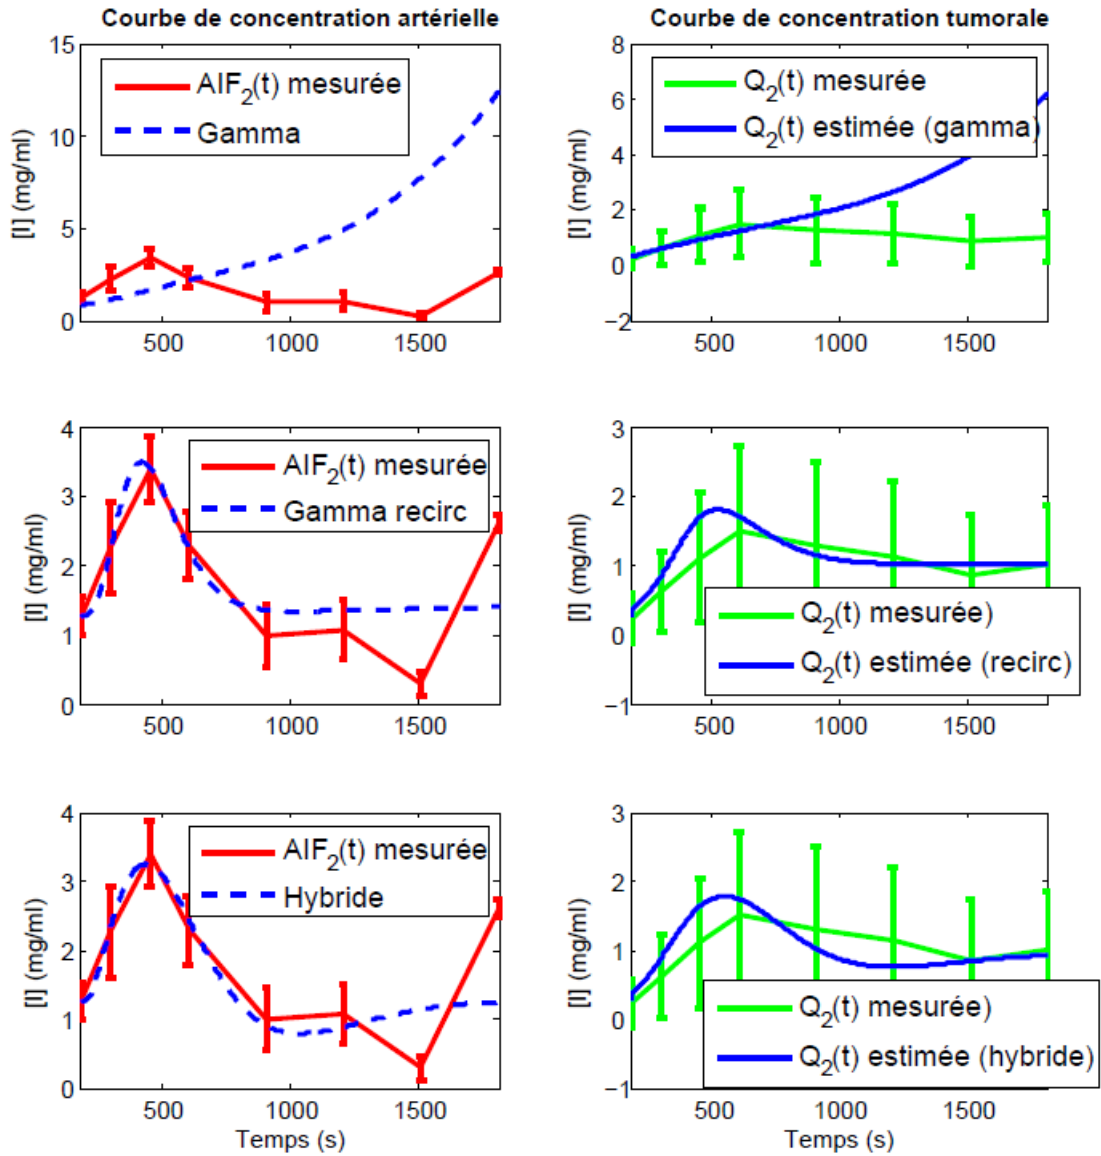 Courbe de concentration artérielle
15
10
5
0
[I] (mg/ml)
AIF2(t) mesurée
Gamma
500 1000 1500
Courbe de concentration tumorale
8
6
4
2
0
−2
[I] (mg/ml)
Q2(t) mesurée
Q2(t) estimée (gamma)
500 1000 1500
4
3
2
1
0
[I] (mg/ml)
AIF2(t) mesurée
Gamma recirc
500 1000 1500
3
2
1
0
−1
[I] (mg/ml)
Q2(t) mesurée)
Q2(t) estimée (recirc)
500 1000 1500
4
3
2
1
0
[I] (mg/ml)
AIF2(t) mesurée
Hybride
500 1000 1500
Temps (s)
3
2
1
0
−1
[I] (mg/ml)
Q2(t) mesurée)
Q2(t) estimée (hybride)
500 1000 1500
Temps (s)